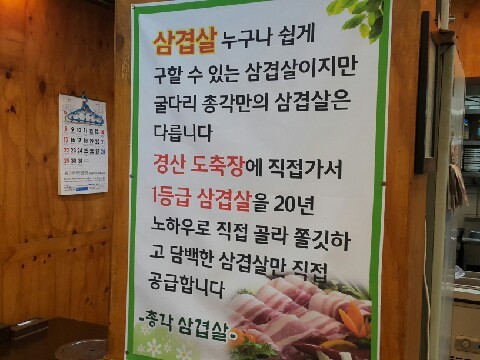 삼겹살 누구나 쉽게
구할 수 있는 삼겹살이지만
굴다리 총각만의 삼겹살은
다릅니다
경산 도축장에 직접가서
1등급 삼겹살을 20년
노하우로 직접 골라 쫄깃하
고 담백한 삼겹살만 직접
공급합니다
-총각 삼겹살-